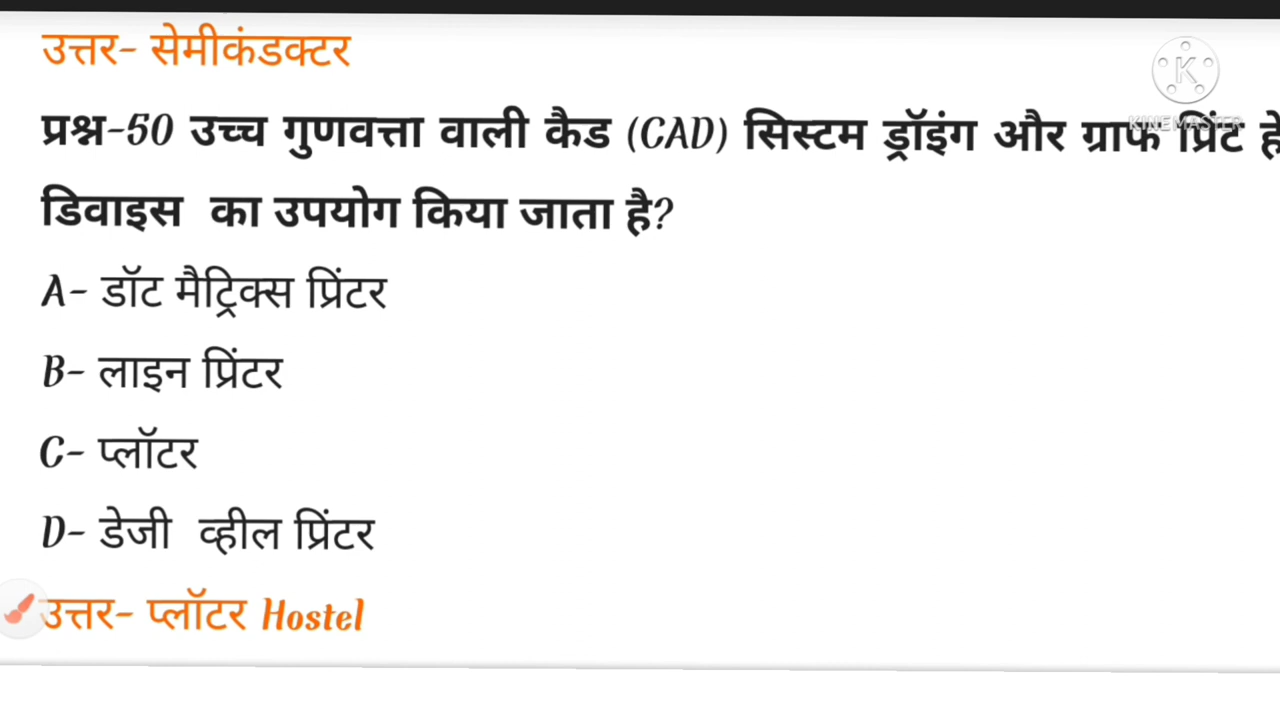 उत्तर- सेमीकंडक्टर
प्रश्न-50 उच्च गुणवत्ता वाली कैड (CAD) सिस्टम ड्रॉइंग और ग्राफ प्रिंट
डिवाइस का उपयोग किया जाता है?
A- डॉट मैट्रिक्स प्रिंटर
B- लाइन प्रिंटर
C- प्लॉटर
D- डेजी व्हील प्रिंटर
उत्तर- प्लॉटर Hostel
K
KINEMASTER